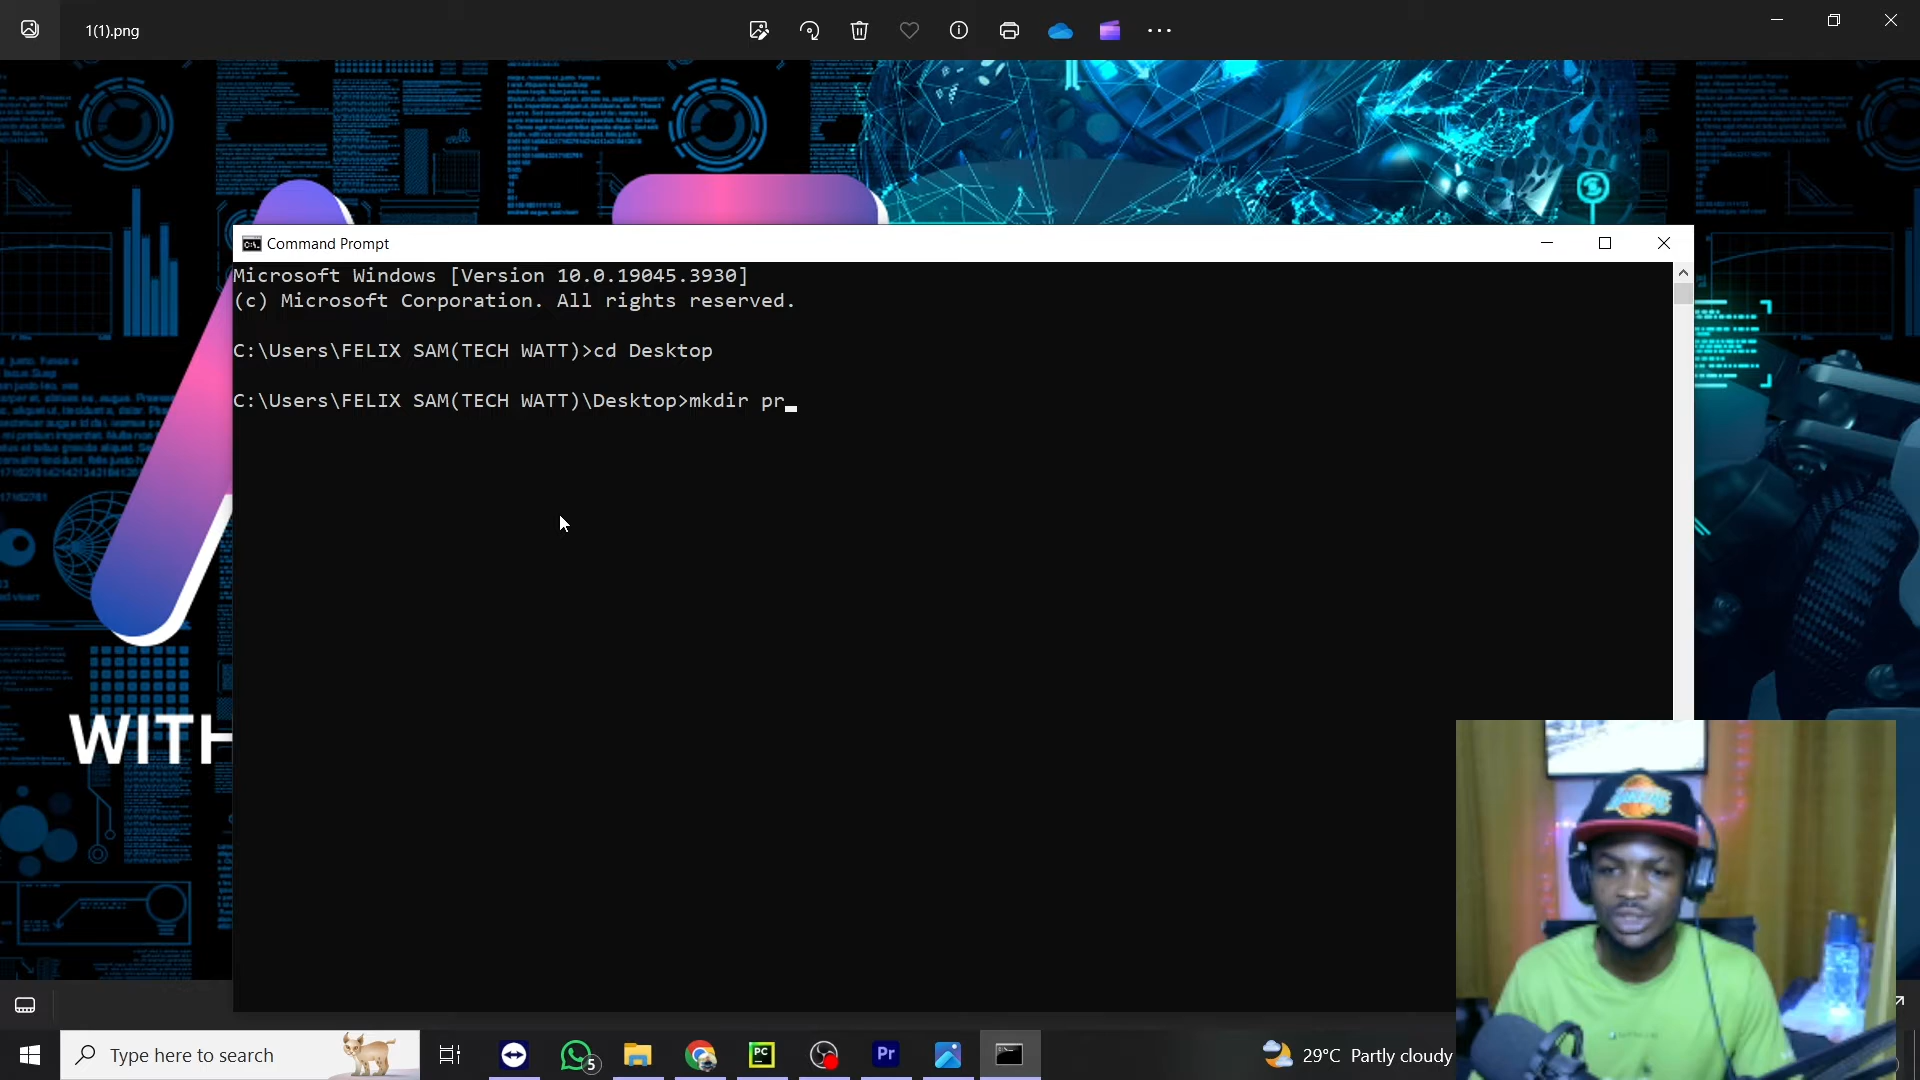 1(1).png
Command Prompt
Microsoft Windows [Version 10.0.19045.3930]
(c) Microsoft Corporation. All rights reserved.
C:\Users\FELIX SAM(TECH WATT)>cd Desktop
C:\Users\FELIX SAM(TECH WATT)\Desktop>mkdir pr_
WITH
Type here to search
5
PC
Pr
29°C Partly cloudy